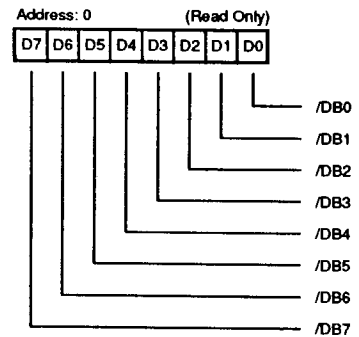 Address: 0 (Read Only)
D7 D6 D5 D4 D3 D2 D1 D0
/DB0
/DB1
/DB2
/DB3
/DB4
/DB5
/DB6
/DB7